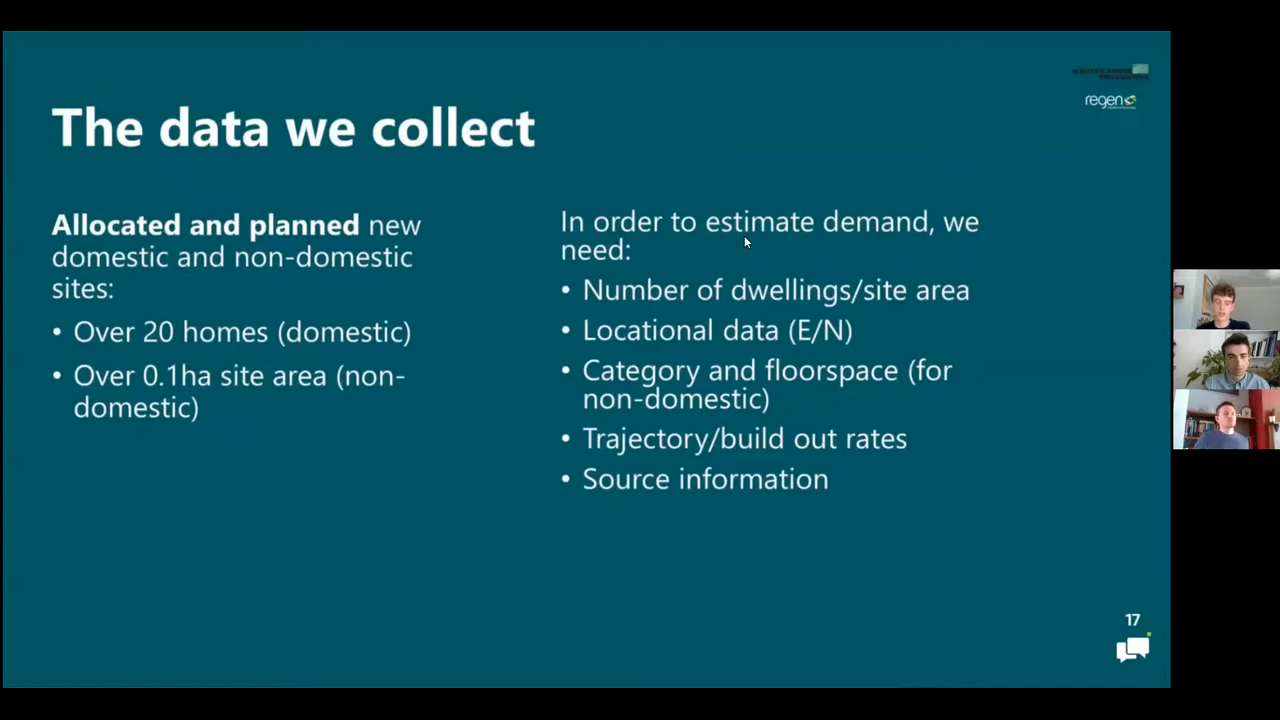 The data we collect
Allocated and planned new
domestic and non-domestic
sites:
• Over 20 homes (domestic)
• Over 0.1ha site area (non-
domestic)
In order to estimate demand, we
need:
• Number of dwellings/site area
• Locational data (E/N)
• Category and floorspace (for
non-domestic)
• Trajectory/build out rates
• Source information
regen
17